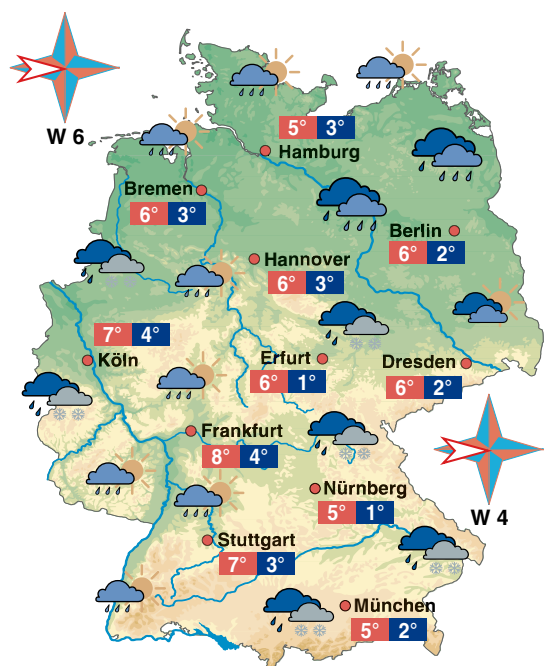 W 6
5° 3°
Hamburg
Bremen
6° 3°
Berlin
6° 2°
Hannover
6° 3°
7° 4°
Köln
Erfurt
6° 1°
Dresden
6° 2°
Frankfurt
8° 4°
Nürnberg
5° 1°
W 4
Stuttgart
7° 3°
München
5° 2°